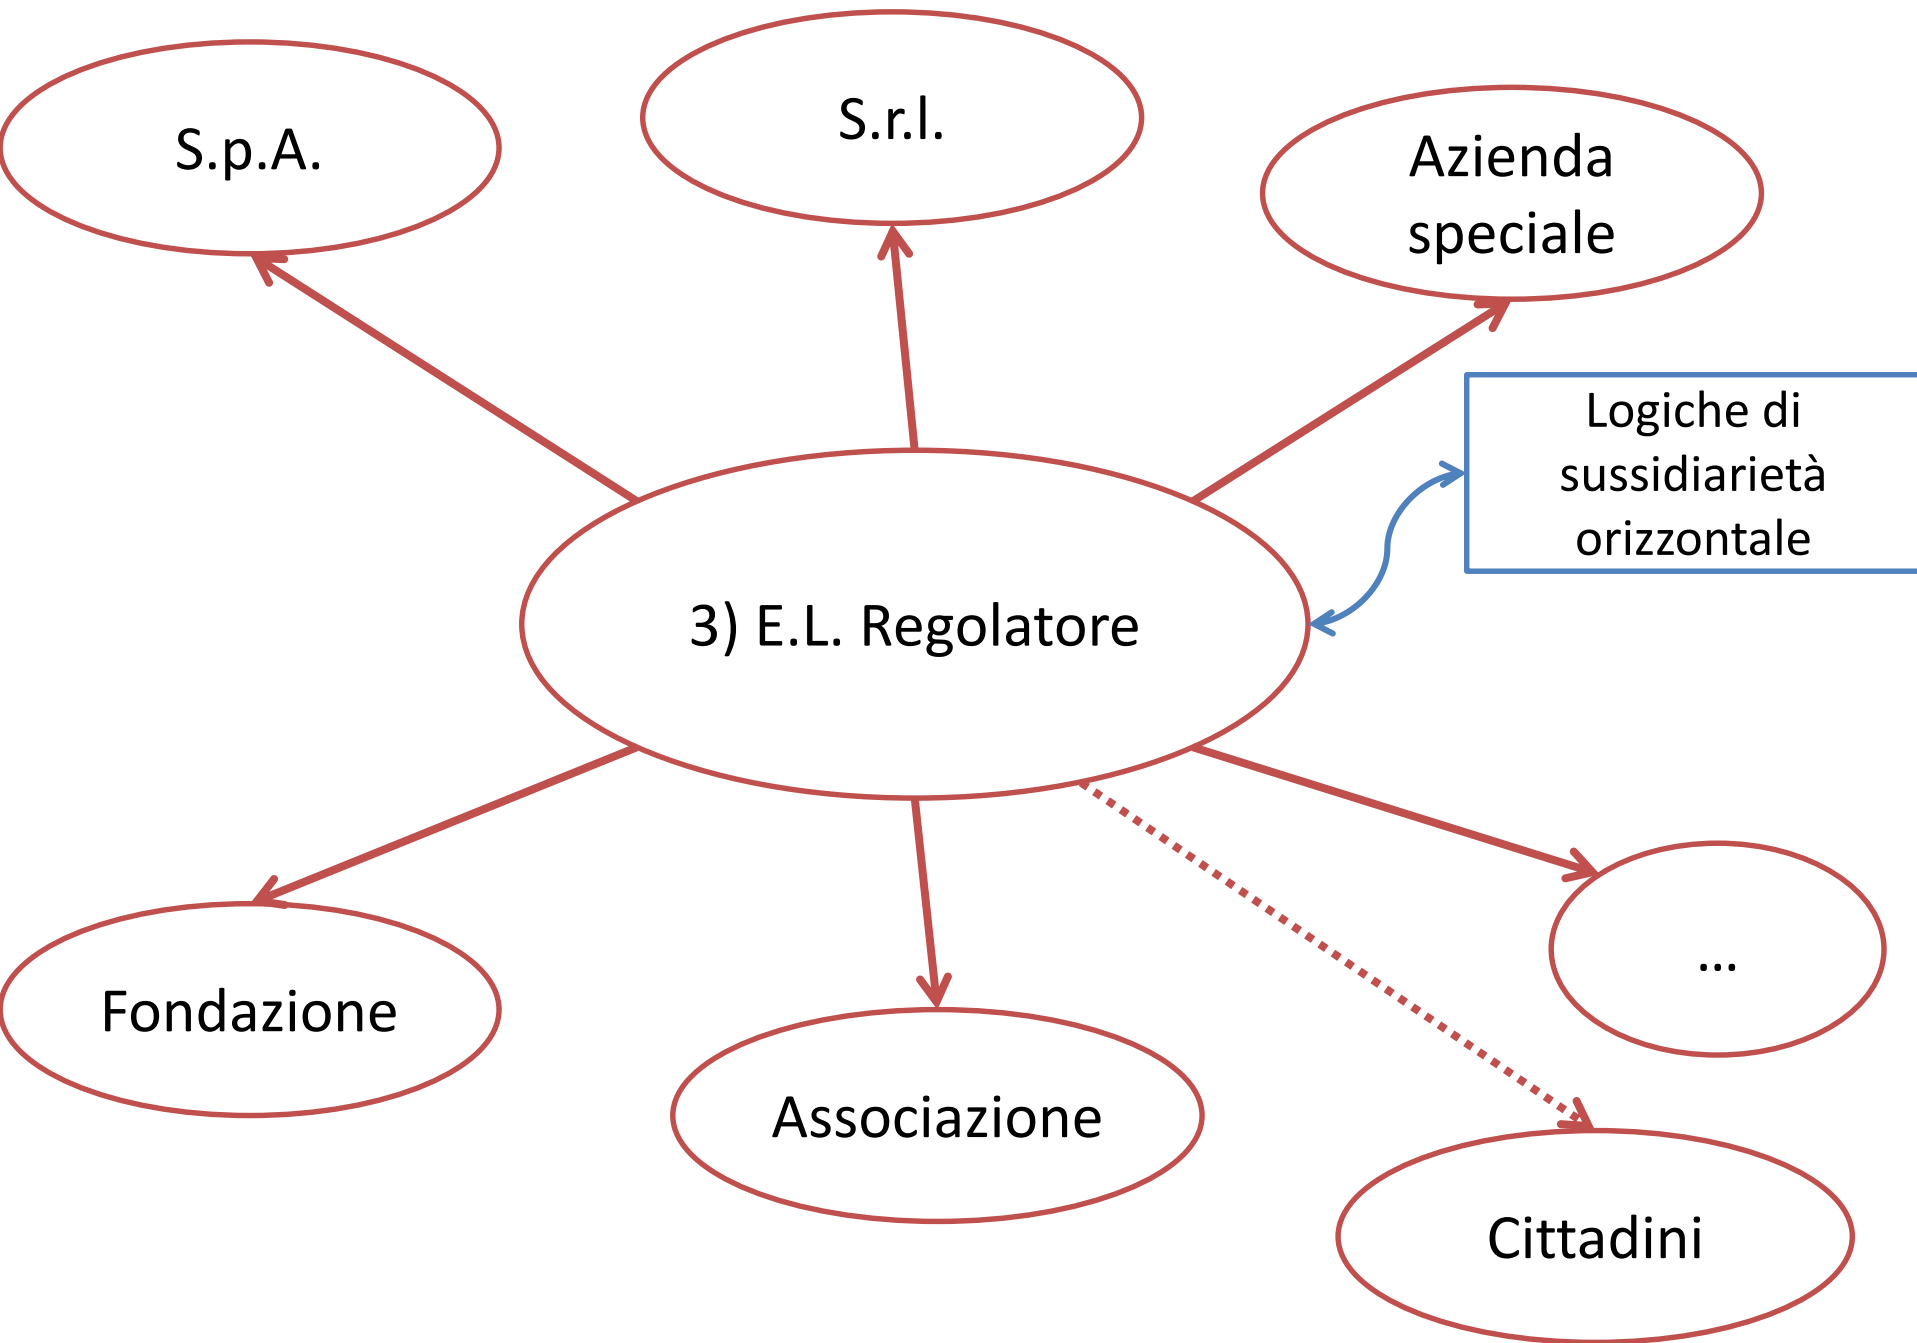 S.p.A.
S.r.l.
Azienda
speciale
Logiche di
sussidiarietà
orizzontale
3) E.L. Regolatore
...
Fondazione
Associazione
Cittadini